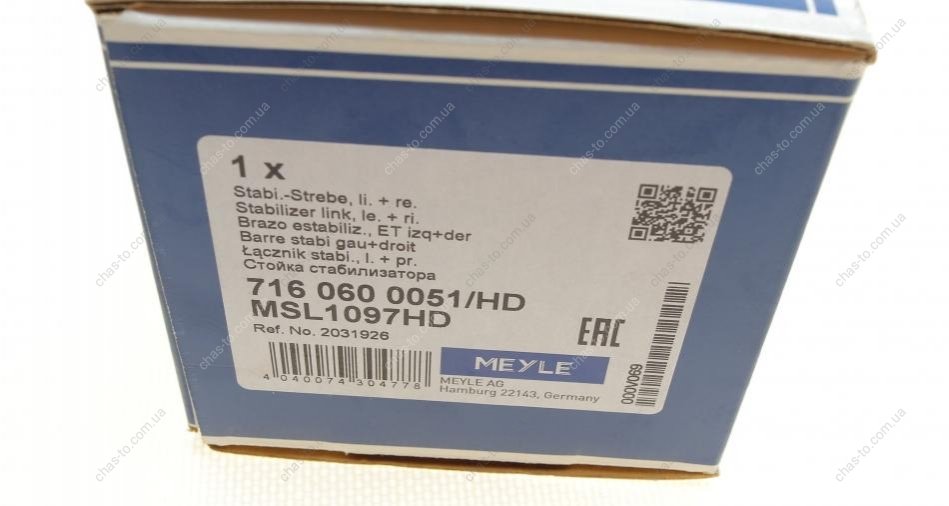 1 x
Stabi.-Strebe, li. + re.
Stabilizer link, le. + ri.
Brazo estabiliz., ET izq+der
Barre stabi gau+droit
Łącznik stabi., l. + pr.
Стойка стабилизатора
716 060 0051/HD
MSL1097HD
Ref. No. 2031926
EAC
4 040074 304778
MEYLE
MEYLE AG
Hamburg 22143, Germany
000V069
chas-to.com.ua